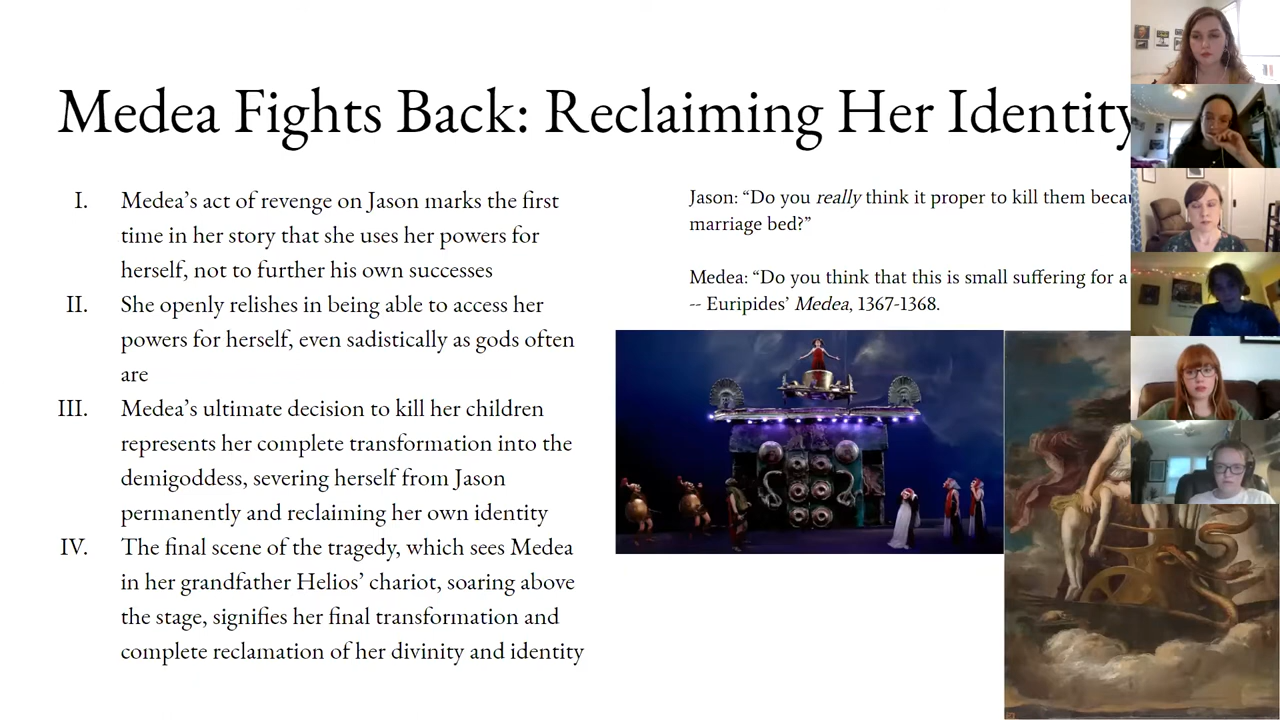 Medea Fights Back: Reclaiming Her Identity
I. Medea’s act of revenge on Jason marks the first
time in her story that she uses her powers for
herself, not to further his own successes
II. She openly relishes in being able to access her
powers for herself, even sadistically as gods often
are
III. Medea’s ultimate decision to kill her children
represents her complete transformation into the
demigoddess, severing herself from Jason
permanently and reclaiming her own identity
IV. The final scene of the tragedy, which sees Medea
in her grandfather Helios’ chariot, soaring above
the stage, signifies her final transformation and
complete reclamation of her divinity and identity
Jason: “Do you really think it proper to kill them
marriage bed?”
Medea: “Do you think that this is small suffering for a
-- Euripides’ Medea, 1367-1368.